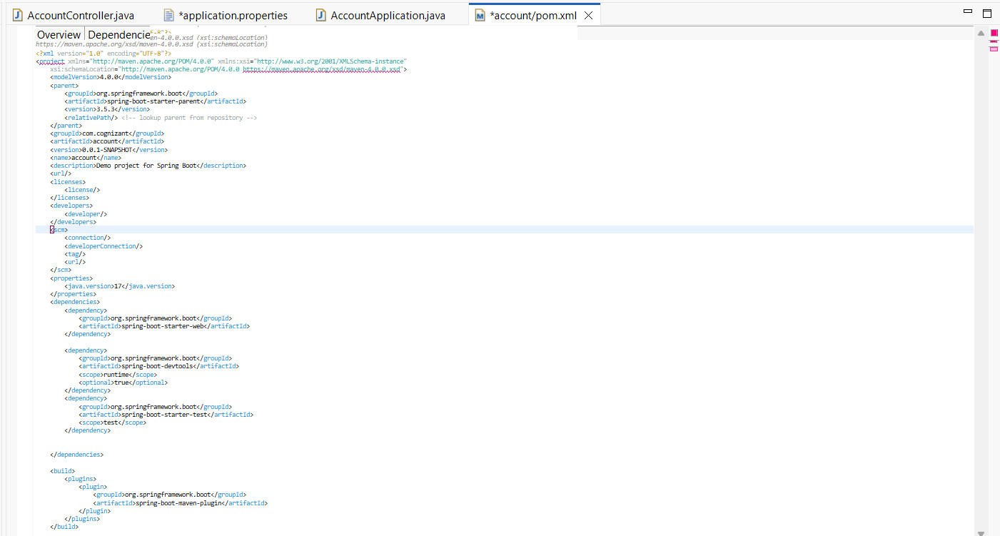 AccountController.java
*application.properties
AccountApplication.java
*account/pom.xml
Overview
Dependencie
F-8"?>
ven-4.0.0.xsd (xsi:schemaLocation)
https://maven.apache.org/xsd/maven-4.0.0.xsd (xsi:schemaLocation)
<?xml version="1.0" encoding="UTF-8"?>
<project xmlns="http://maven.apache.org/POM/4.0.0" xmlns:xsi="http://www.w3.org/2001/XMLSchema-instance"
xsi:schemaLocation="http://maven.apache.org/POM/4.0.0 https://maven.apache.org/xsd/maven-4.0.0.xsd">
<modelVersion>4.0.0</modelVersion>
<parent>
<groupId>org.springframework.boot</groupId>
<artifactId>spring-boot-starter-parent</artifactId>
<version>3.5.3</version>
<relativePath/> <!-- lookup parent from repository -->
</parent>
<groupId>com.cognizant</groupId>
<artifactId>account</artifactId>
<version>0.0.1-SNAPSHOT</version>
<name>account</name>
<description>Demo project for Spring Boot</description>
<url/>
<licenses>
<license/>
</licenses>
<developers>
<developer/>
</developers>
<scm>
<connection/>
<developerConnection/>
<tag/>
<url/>
</scm>
<properties>
<java.version>17</java.version>
</properties>
<dependencies>
<dependency>
<groupId>org.springframework.boot</groupId>
<artifactId>spring-boot-starter-web</artifactId>
</dependency>
<dependency>
<groupId>org.springframework.boot</groupId>
<artifactId>spring-boot-devtools</artifactId>
<scope>runtime</scope>
<optional>true</optional>
</dependency>
<dependency>
<groupId>org.springframework.boot</groupId>
<artifactId>spring-boot-starter-test</artifactId>
<scope>test</scope>
</dependency>
</dependencies>
<build>
<plugins>
<plugin>
<groupId>org.springframework.boot</groupId>
<artifactId>spring-boot-maven-plugin</artifactId>
</plugin>
</plugins>
</build>